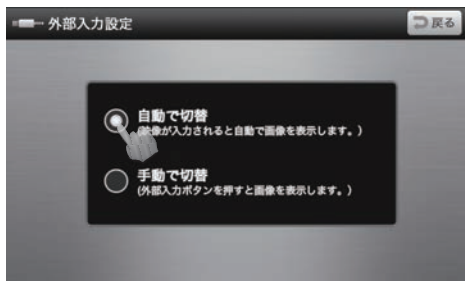 外部入力設定
戻る
自動で切替
(映像が入力されると自動で画像を表示します。)
手動で切替
(外部入力ボタンを押すと画像を表示します。)